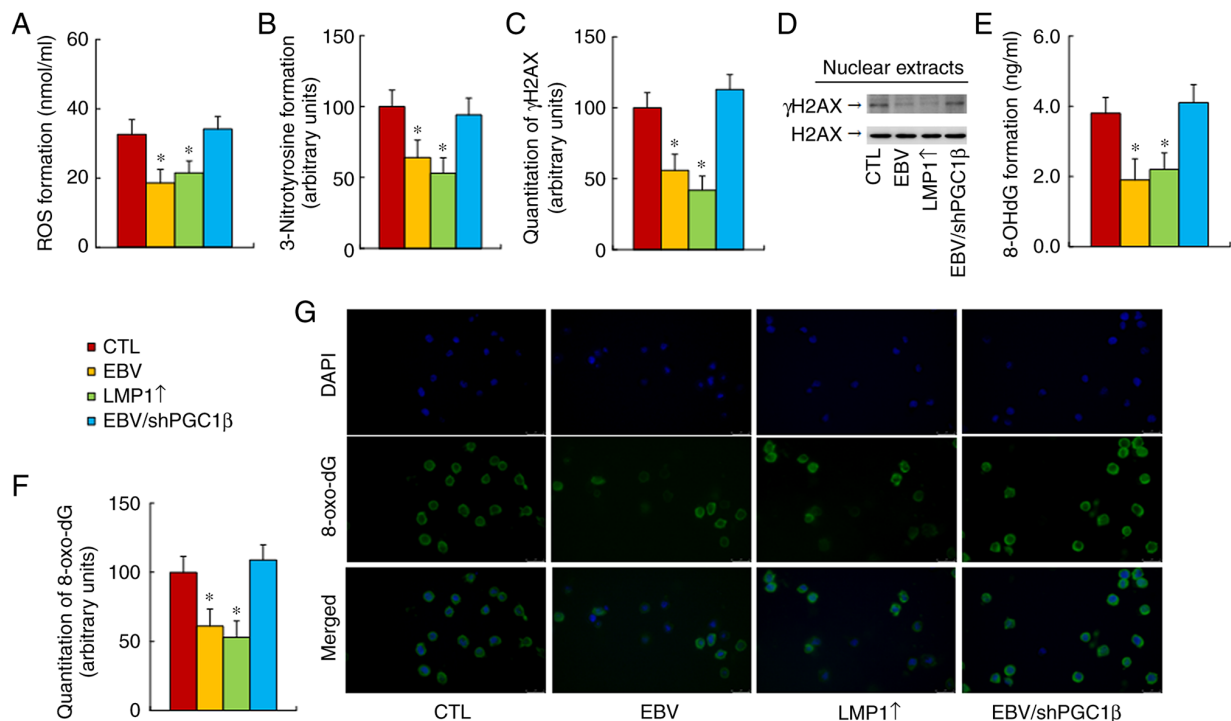 A
ROS formation (nmol/ml)
60
40
20
0
*
*
B
3-Nitrotyrosine formation
(arbitrary units)
150
100
50
0
*
*
C
Quantitation of γH2AX
(arbitrary units)
150
100
50
0
*
*
D
Nuclear extracts
γH2AX →
H2AX →
CTL
EBV
LMP1↑
EBV/shPGC1β
E
8-OHdG formation (ng/ml)
6.0
4.0
2.0
0.0
*
*
CTL
EBV
LMP1↑
EBV/shPGC1β
F
Quantitation of 8-oxo-dG
(arbitrary units)
150
100
50
0
*
*
G
DAPI
8-oxo-dG
Merged
CTL
EBV
LMP1↑
EBV/shPGC1β